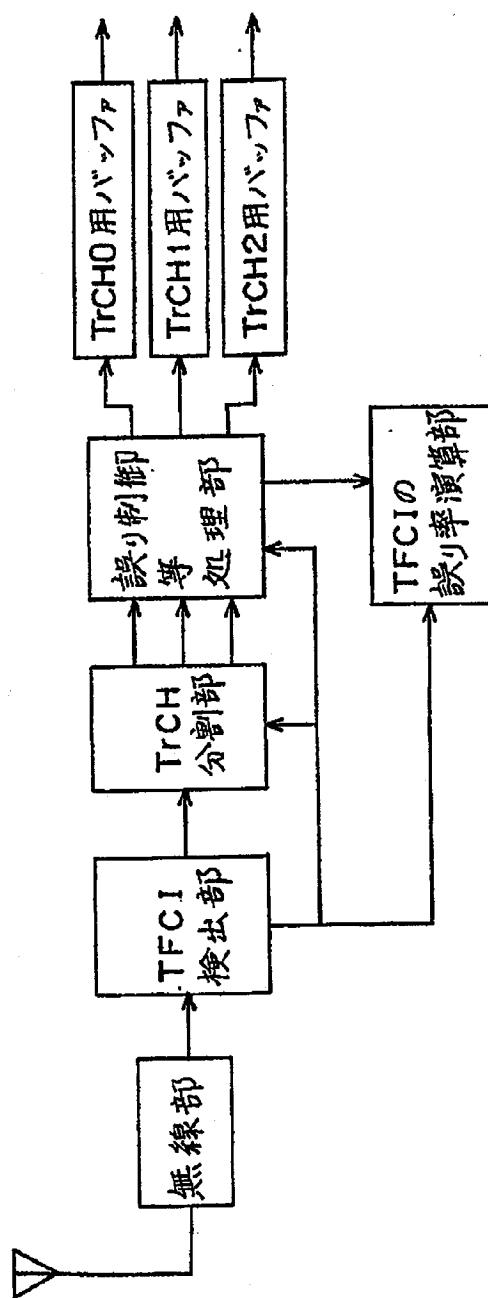 無線部
TFCI
検出部
TrCH
分割部
誤り制御
等
処理部
TrCH0用バッファ
TrCH1用バッファ
TrCH2用バッファ
TFCIの
誤り率演算部